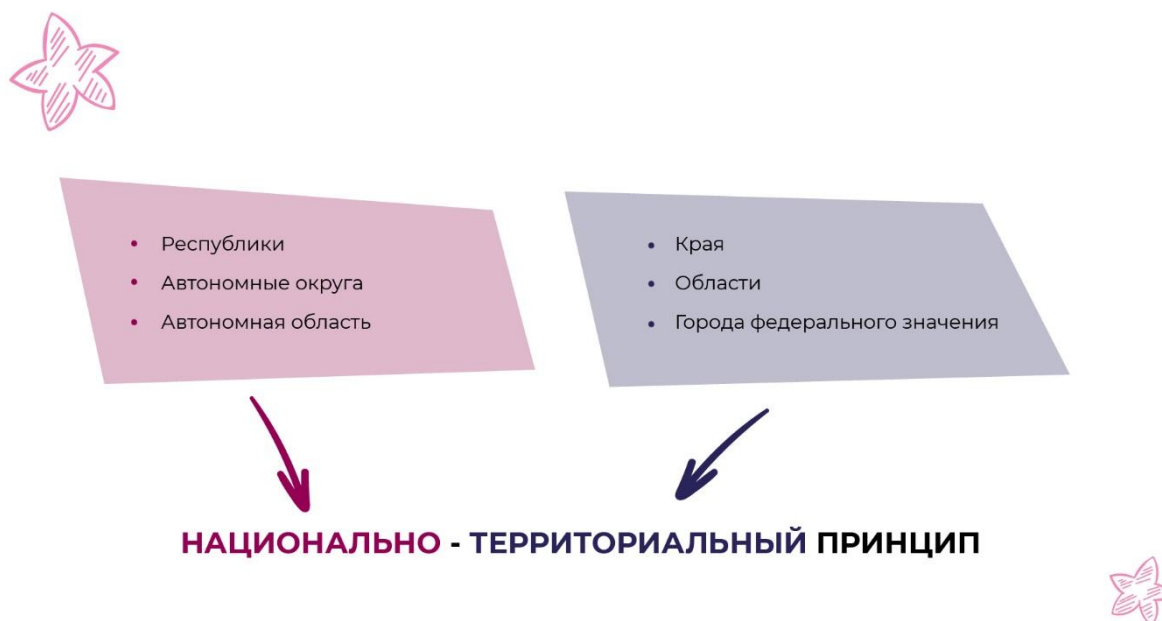 • Республики
• Автономные округа
• Автономная область
• Края
• Области
• Города федерального значения
НАЦИОНАЛЬНО - ТЕРРИТОРИАЛЬНЫЙ ПРИНЦИП